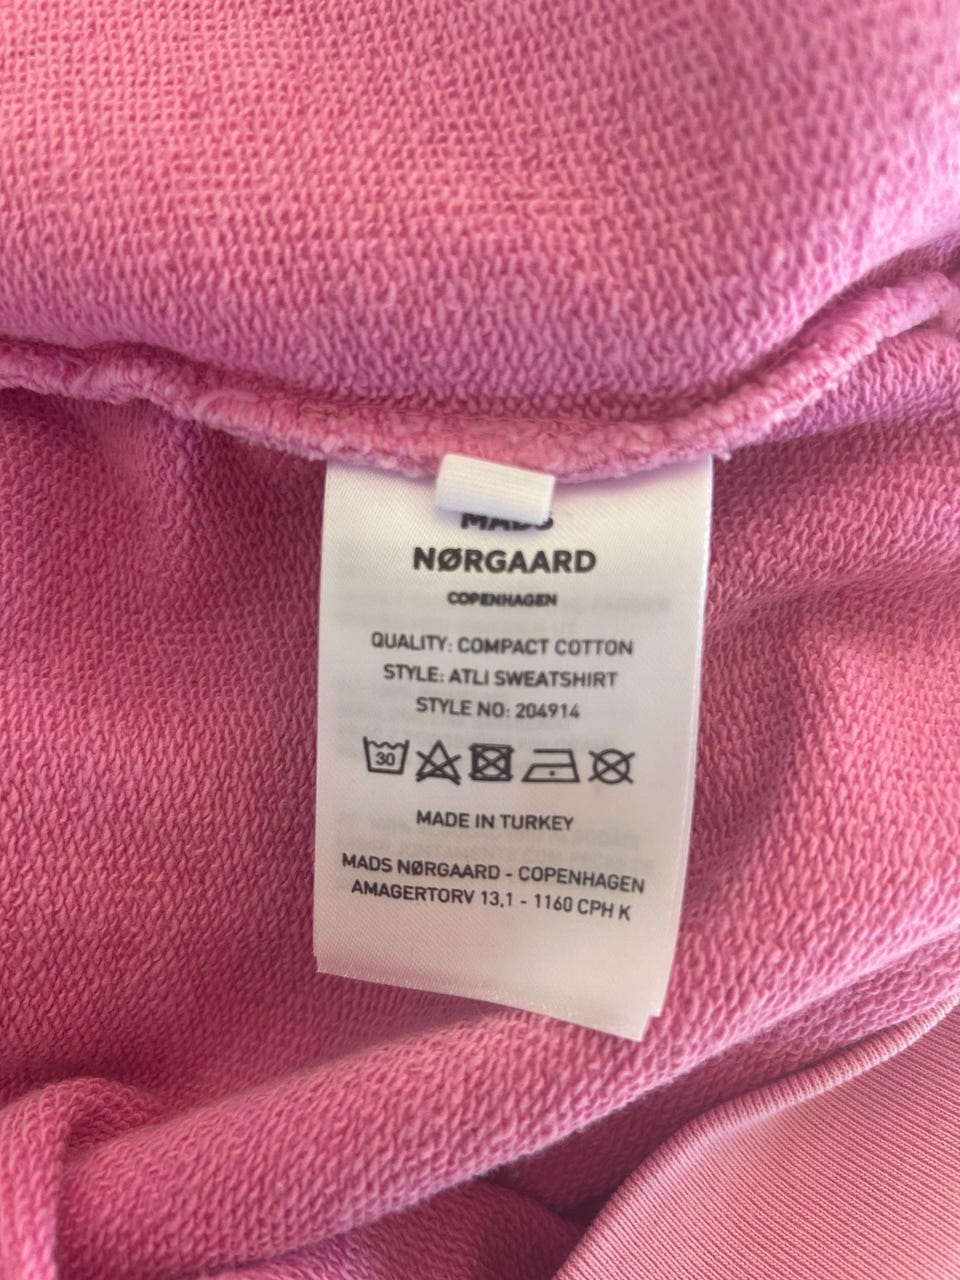 MADS
NØRGAARD
COPENHAGEN
QUALITY: COMPACT COTTON
STYLE: ATLI SWEATSHIRT
STYLE NO: 204914
30
MADE IN TURKEY
MADS NØRGAARD - COPENHAGEN
AMAGERTORV 13,1 - 1160 CPH K